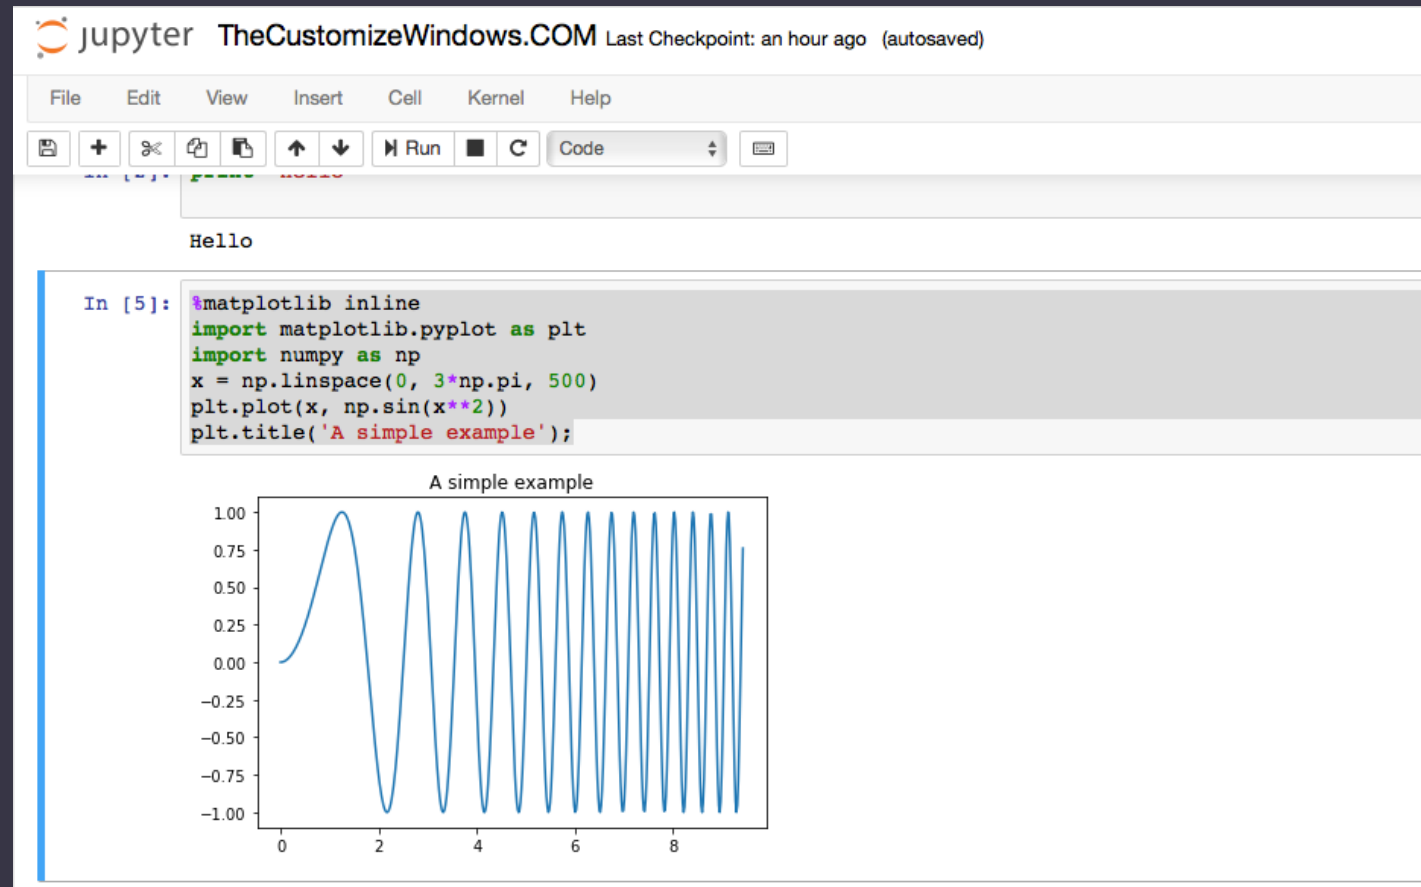 jupyter TheCustomizeWindows.COM Last Checkpoint: an hour ago (autosaved)
File Edit View Insert Cell Kernel Help
Run Code
Hello
In [5]: %matplotlib inline
import matplotlib.pyplot as plt
import numpy as np
x = np.linspace(0, 3*np.pi, 500)
plt.plot(x, np.sin(x**2))
plt.title('A simple example');
A simple example
1.00
0.75
0.50
0.25
0.00
−0.25
−0.50
−0.75
−1.00
0 2 4 6 8